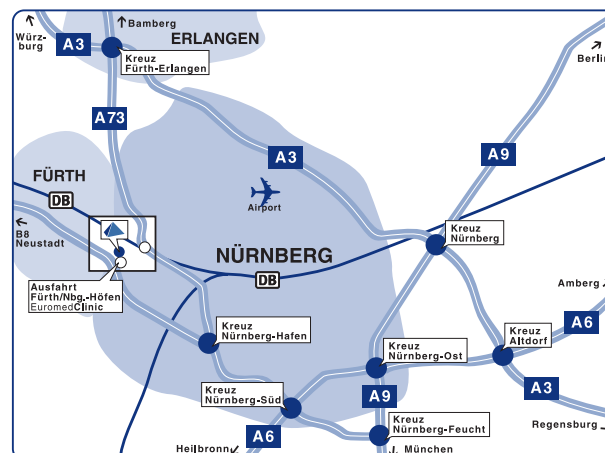 Bamberg
Würz-
burg
A3
ERLANGEN
Kreuz
Fürth-Erlangen
Berlin
A73
A9
A3
FÜRTH
DB
Airport
B8
Neustadt
Kreuz
Nürnberg
NÜRNBERG
DB
Ausfahrt
Fürth/Nbg.-Höfen
EuromedClinic
Amberg
A6
Kreuz
Nürnberg-Hafen
Kreuz
Altdorf
Kreuz
Nürnberg-Ost
Kreuz
Nürnberg-Süd
A9
A3
Kreuz
Nürnberg-Feucht
Regensburg
A6
Heilbronn
München